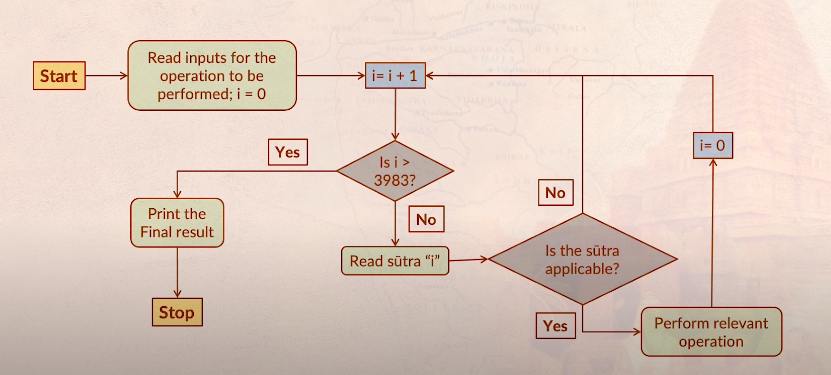 Start
Read inputs for the
operation to be
performed; i = 0
i= i + 1
Is i >
3983?
Yes
Print the
Final result
Stop
No
Read sūtra “i”
Is the sūtra
applicable?
No
Yes
Perform relevant
operation
i= 0